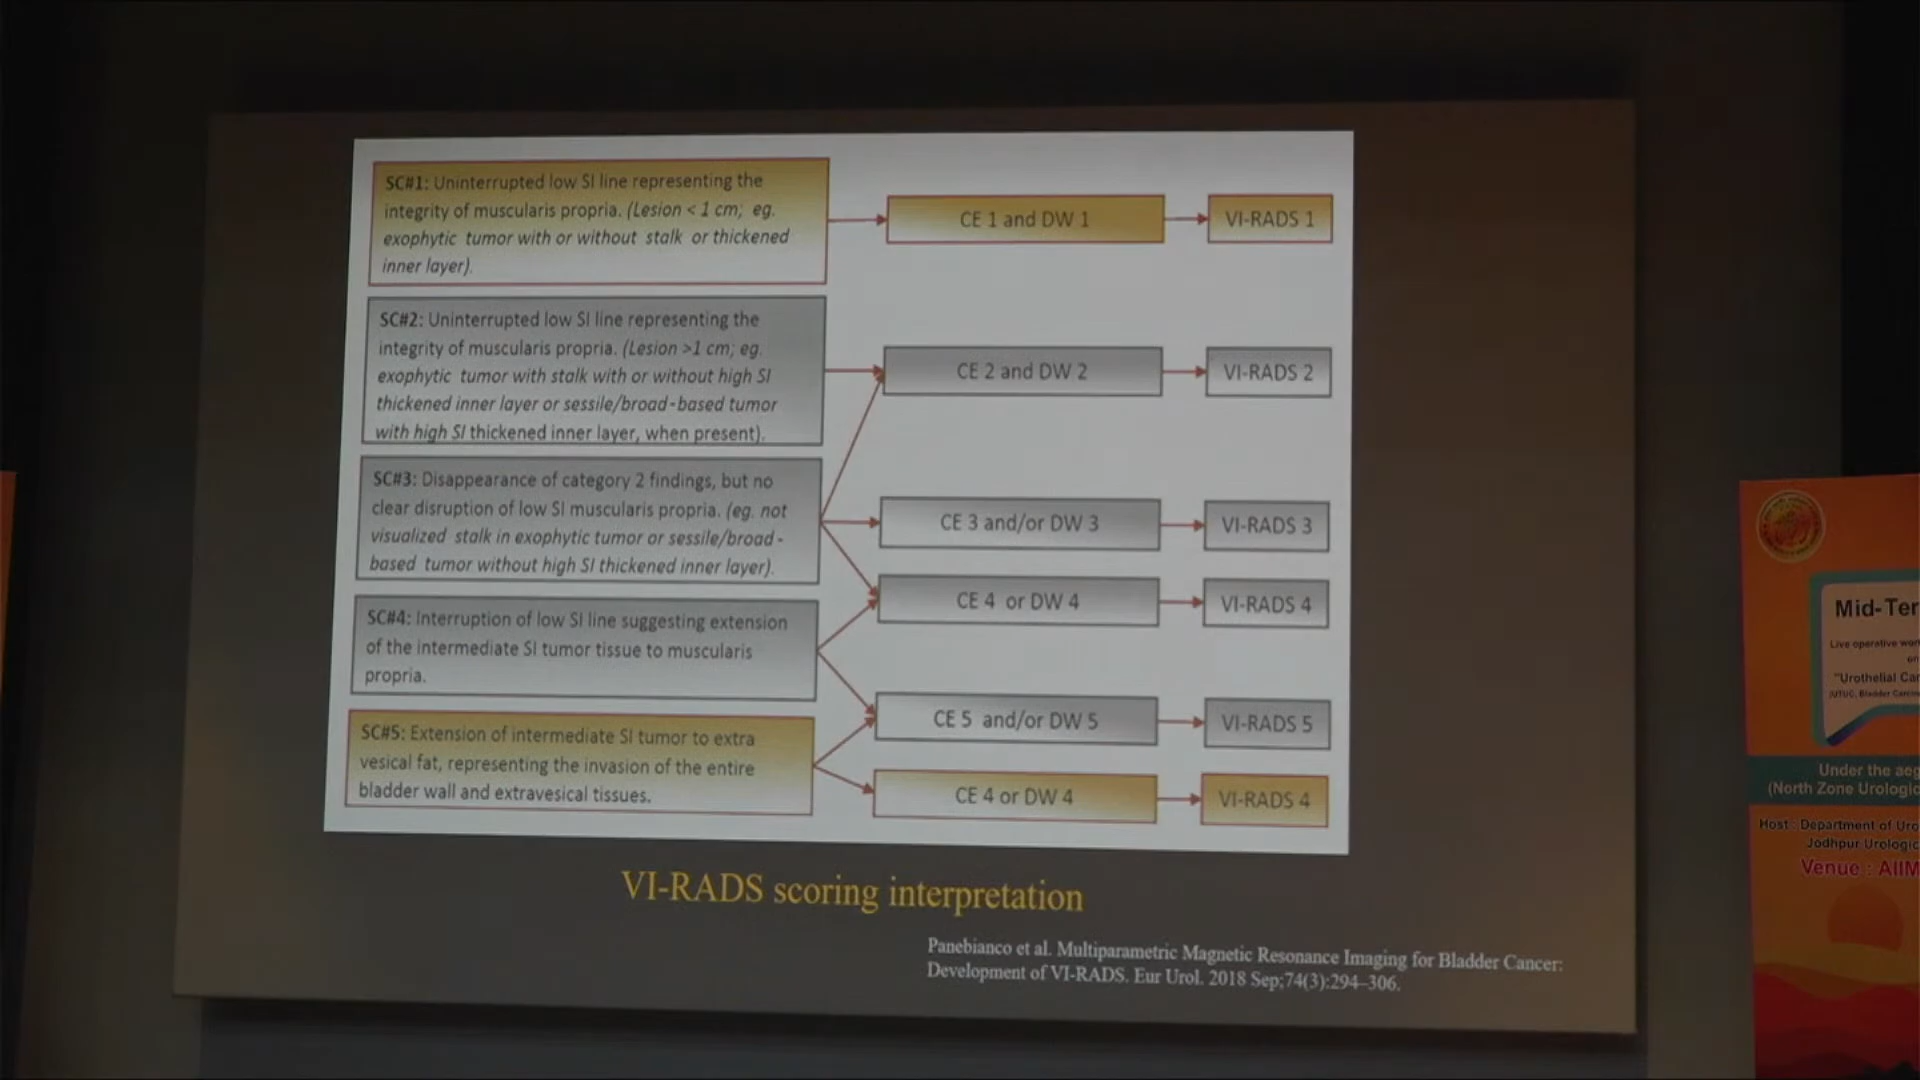 SC#1: Uninterrupted low SI line representing the
integrity of muscularis propria. (Lesion < 1 cm; eg.
exophytic tumor with or without stalk or thickened
inner layer).
CE 1 and DW 1
VI-RADS 1
SC#2: Uninterrupted low SI line representing the
integrity of muscularis propria. (Lesion >1 cm; eg.
exophytic tumor with stalk with or without high SI
thickened inner layer or sessile/broad-based tumor
with high SI thickened inner layer, when present).
CE 2 and DW 2
VI-RADS 2
SC#3: Disappearance of category 2 findings, but no
clear disruption of low SI muscularis propria. (eg. not
visualized stalk in exophytic tumor or sessile/broad-
based tumor without high SI thickened inner layer).
CE 3 and/or DW 3
VI-RADS 3
CE 4 or DW 4
VI-RADS 4
SC#4: Interruption of low SI line suggesting extension
of the intermediate SI tumor tissue to muscularis
propria.
CE 5 and/or DW 5
VI-RADS 5
SC#5: Extension of intermediate SI tumor to extra
vesical fat, representing the invasion of the entire
bladder wall and extravesical tissues.
CE 4 or DW 4
VI-RADS 4
VI-RADS scoring interpretation
Panebianco et al. Multiparametric Magnetic Resonance Imaging for Bladder Cancer:
Development of VI-RADS. Eur Urol. 2018 Sep;74(3):294–306.
Mid-Ter
Live operative wor
on
"Urothelial Ca
(UTUC, Bladder Carcin
Under the aeg
(North Zone Urologic
Host : Department of Uro
Jodhpur Urologic
Venue : AIIM